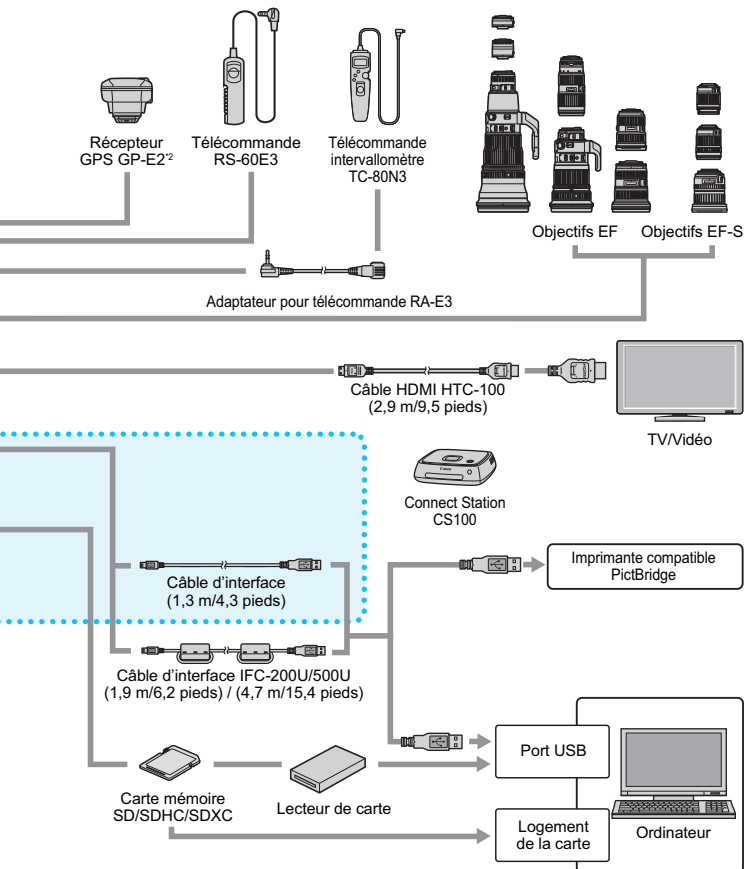 Récepteur
GPS GP-E2*2
Télécommande
RS-60E3
Télécommande
intervallomètre
TC-80N3
Objectifs EF
Objectifs EF-S
Adaptateur pour télécommande RA-E3
Câble HDMI HTC-100
(2,9 m/9,5 pieds)
TV/Vidéo
Canon
Connect Station
CS100
Câble d'interface
(1,3 m/4,3 pieds)
Imprimante compatible
PictBridge
Câble d'interface IFC-200U/500U
(1,9 m/6,2 pieds) / (4,7 m/15,4 pieds)
Port USB
Carte mémoire
SD/SDHC/SDXC
Lecteur de carte
Logement
de la carte
Ordinateur